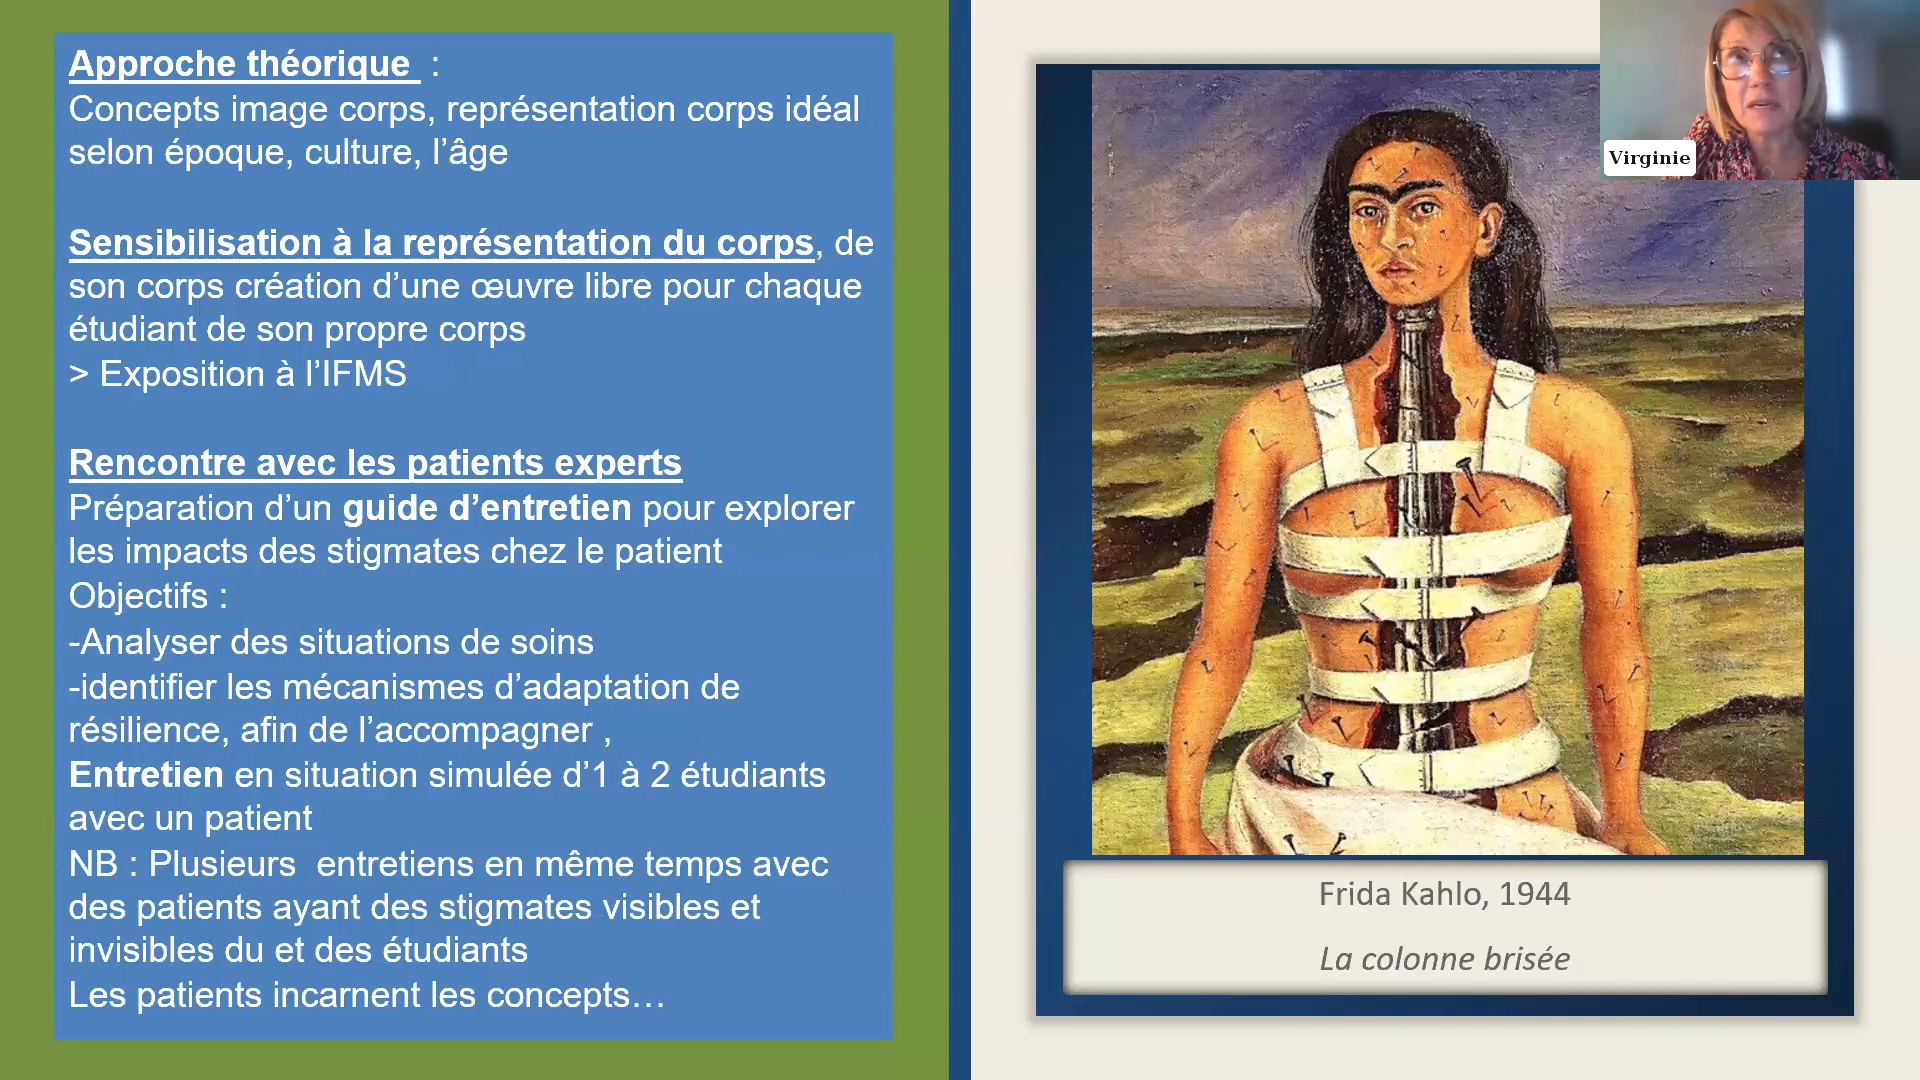 Approche théorique :
Concepts image corps, représentation corps idéal
selon époque, culture, l’âge
Sensibilisation à la représentation du corps, de
son corps création d’une œuvre libre pour chaque
étudiant de son propre corps
> Exposition à l’IFMS
Rencontre avec les patients experts
Préparation d’un guide d’entretien pour explorer
les impacts des stigmates chez le patient
Objectifs :
-Analyser des situations de soins
-identifier les mécanismes d’adaptation de
résilience, afin de l’accompagner ,
Entretien en situation simulée d’1 à 2 étudiants
avec un patient
NB : Plusieurs entretiens en même temps avec
des patients ayant des stigmates visibles et
invisibles du et des étudiants
Les patients incarnent les concepts…
Virginie
Frida Kahlo, 1944
La colonne brisée